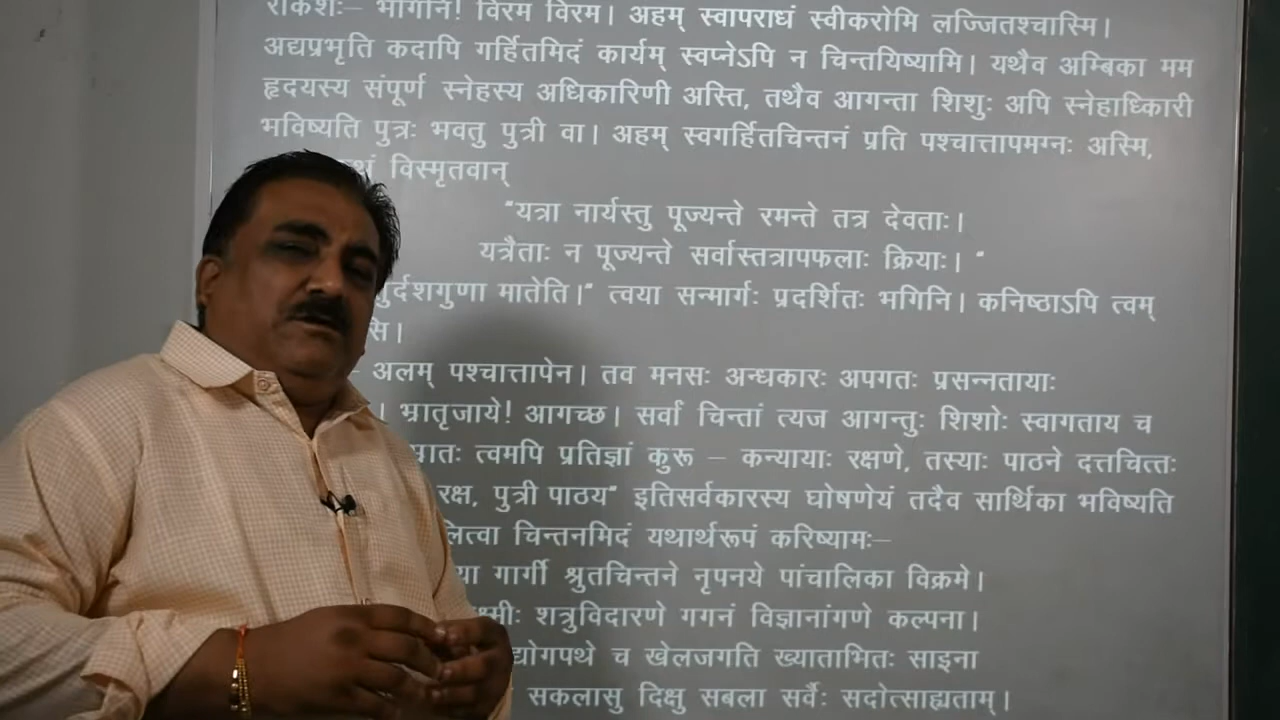 राकेशः– भगिनि! विरम विरम। अहम् स्वापराधं स्वीकरोमि लज्जितश्चास्मि।
अद्यप्रभृति कदापि गर्हितमिदं कार्यम् स्वप्नेऽपि न चिन्तयिष्यामि। यथैव अम्बिका मम
हृदयस्य संपूर्ण स्नेहस्य अधिकारिणी अस्ति, तथैव आगन्ता शिशुः अपि स्नेहाध्किारी
भविष्यति पुत्रः भवतु पुत्री वा। अहम् स्वगर्हितचिन्तनं प्रति पश्चात्तापमग्नः अस्मि,
विस्मृतवान्
"यत्रा नार्यस्तु पूज्यन्ते रमन्ते तत्र देवताः।
यत्रैताः न पूज्यन्ते सर्वास्तत्रापफलाः क्रियाः। "
मातेति।" त्वया सन्मार्गः प्रदर्शितः भगिनि। कनिष्ठाऽपि त्वम्
सि।
– अलम् पश्चात्तापेन। तव मनसः अन्धकारः अपगतः प्रसन्नतायाः
। भ्रातृजाये! आगच्छ। सर्वां चिन्तां त्यज आगन्तुः शिशोः स्वागताय च
त्वमपि प्रतिज्ञां कुरू – कन्यायाः रक्षणे, तस्याः पाठने दत्तचित्तः
रक्ष, पुत्री पाठय" इतिसर्वकारस्य घोषणेयं तदैव सार्थिका भविष्यति
चिन्तनमिदं यथार्थरूपं करिष्यामः–
या गार्गी श्रुतचिन्तने नृपनये पांचालिका विक्रमे।
शत्रुविदारणे गगनं विज्ञानांगणे कल्पना।
द्योगपथे च खेलजगति ख्याताभितः साइना
सकलासु दिक्षु सबला सर्वैः सदोत्साह्यताम्।